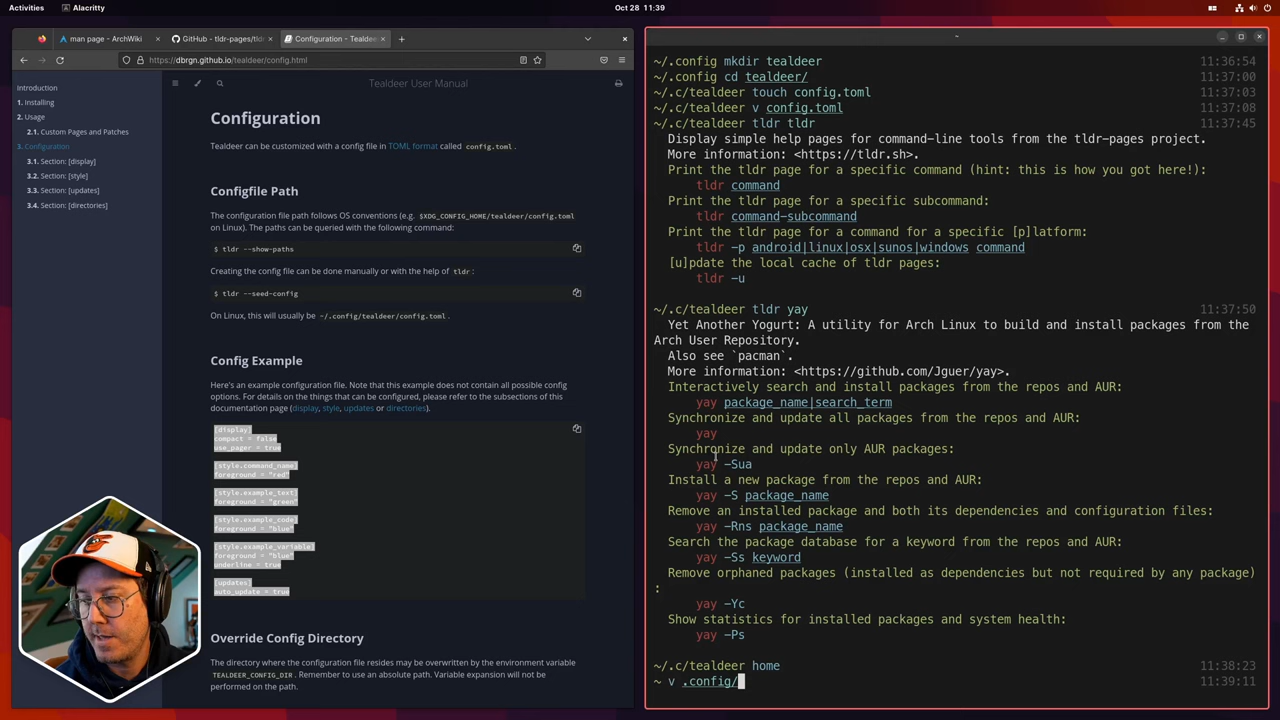 Activities
Alacritty
Oct 28 11:39
man page - ArchWiki
GitHub - tldr-pages/tldr:
Configuration - Tealdee
https://dbrgn.github.io/tealdeer/config.html
Introduction
1. Installing
2. Usage
2.1. Custom Pages and Patches
3. Configuration
3.1. Section: [display]
3.2. Section: [style]
3.3. Section: [updates]
3.4. Section: [directories]
Tealdeer User Manual
Configuration
Tealdeer can be customized with a config file in TOML format called config.toml.
Configfile Path
The configuration file path follows OS conventions (e.g. $XDG_CONFIG_HOME/tealdeer/config.toml
on Linux). The paths can be queried with the following command:
$ tldr --show-paths
Creating the config file can be done manually or with the help of tldr:
$ tldr --seed-config
On Linux, this will usually be ~/.config/tealdeer/config.toml.
Config Example
Here's an example configuration file. Note that this example does not contain all possible config
options. For details on the things that can be configured, please refer to the subsections of this
documentation page (display, style, updates or directories).
[display]
compact = false
use_pager = true
[style.command_name]
foreground = "red"
[style.example_text]
foreground = "green"
[style.example_code]
foreground = "blue"
[style.example_variable]
foreground = "blue"
underline = true
[updates]
auto_update = true
Override Config Directory
The directory where the configuration file resides may be overwritten by the environment variable
TEALDEER_CONFIG_DIR. Remember to use an absolute path. Variable expansion will not be
performed on the path.
~
~/.config mkdir tealdeer 11:36:54
~/.config cd tealdeer/ 11:37:00
~/.c/tealdeer touch config.toml 11:37:03
~/.c/tealdeer v config.toml 11:37:08
~/.c/tealdeer tldr tldr 11:37:45
Display simple help pages for command-line tools from the tldr-pages project.
More information: <https://tldr.sh>.
Print the tldr page for a specific command (hint: this is how you got here!):
tldr command
Print the tldr page for a specific subcommand:
tldr command-subcommand
Print the tldr page for a command for a specific [p]latform:
tldr -p android|linux|osx|sunos|windows command
[u]pdate the local cache of tldr pages:
tldr -u
~/.c/tealdeer tldr yay 11:37:50
Yet Another Yogurt: A utility for Arch Linux to build and install packages from the
Arch User Repository.
Also see `pacman`.
More information: <https://github.com/Jguer/yay>.
Interactively search and install packages from the repos and AUR:
yay package_name|search_term
Synchronize and update all packages from the repos and AUR:
yay
Synchronize and update only AUR packages:
yay -Sua
Install a new package from the repos and AUR:
yay -S package_name
Remove an installed package and both its dependencies and configuration files:
yay -Rns package_name
Search the package database for a keyword from the repos and AUR:
yay -Ss keyword
Remove orphaned packages (installed as dependencies but not required by any package)
:
yay -Yc
Show statistics for installed packages and system health:
yay -Ps
~/.c/tealdeer home 11:38:23
~ v .config/ 11:39:11